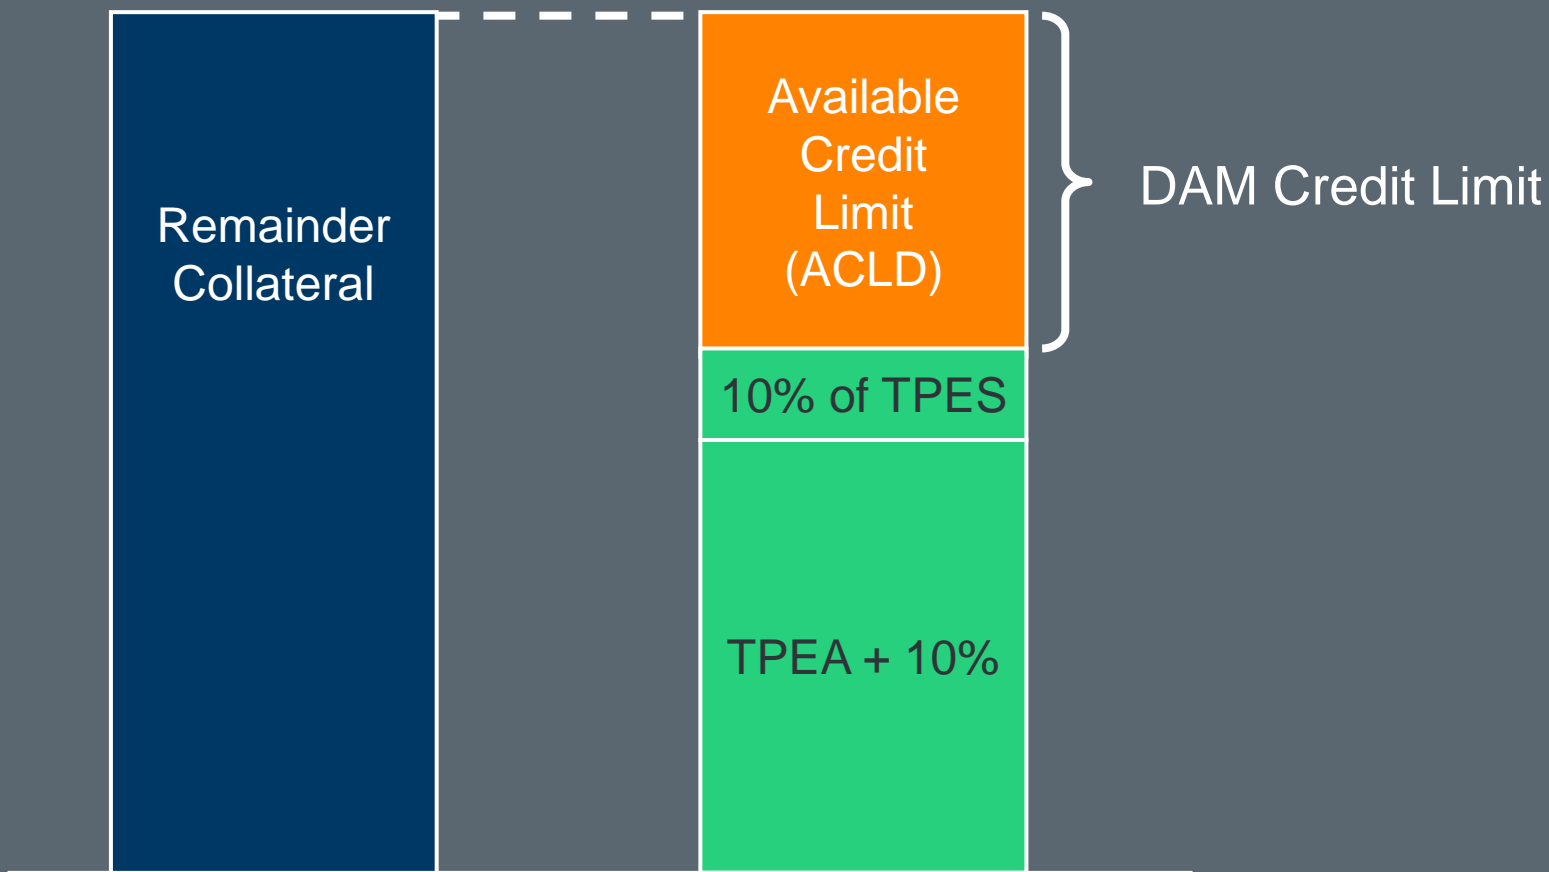 Remainder
Collateral
Available
Credit
Limit
(ACLD)
DAM Credit Limit
10% of TPES
TPEA + 10%